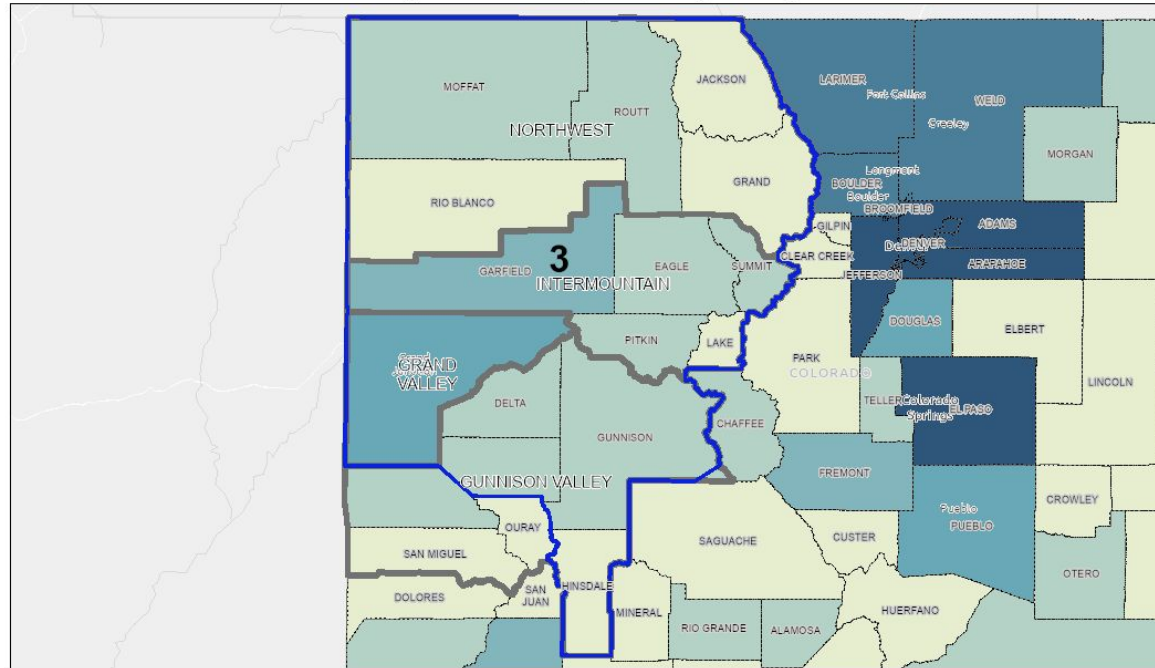 JACKSON
LARIMER
Fort Collins
MOFFAT
WELD
ROUTT
Greeley
NORTHWEST
MORGAN
Longmont
GRAND
BOULDER
Boulder
RIO BLANCO
BROOMFIELD
GILPIN
ADAMS
DENVER
CLEAR CREEK
3
EAGLE
SUMMIT
ARAPAHOE
GARFIELD
JEFFERSON
INTERMOUNTAIN
DOUGLAS
ELBERT
PITKIN
LAKE
PARK
GRAND
VALLEY
COLORADO
LINCOLN
TELLER
Colorado
Springs
DELTA
EL PASO
CHAFFEE
GUNNISON
FREMONT
GUNNISON VALLEY
CROWLEY
Pueblo
OURAY
PUEBLO
CUSTER
SAGUACHE
SAN MIGUEL
OTERO
HINSDALE
SAN
JUAN
DOLORES
MINERAL
HUERFANO
RIO GRANDE
ALAMOSA